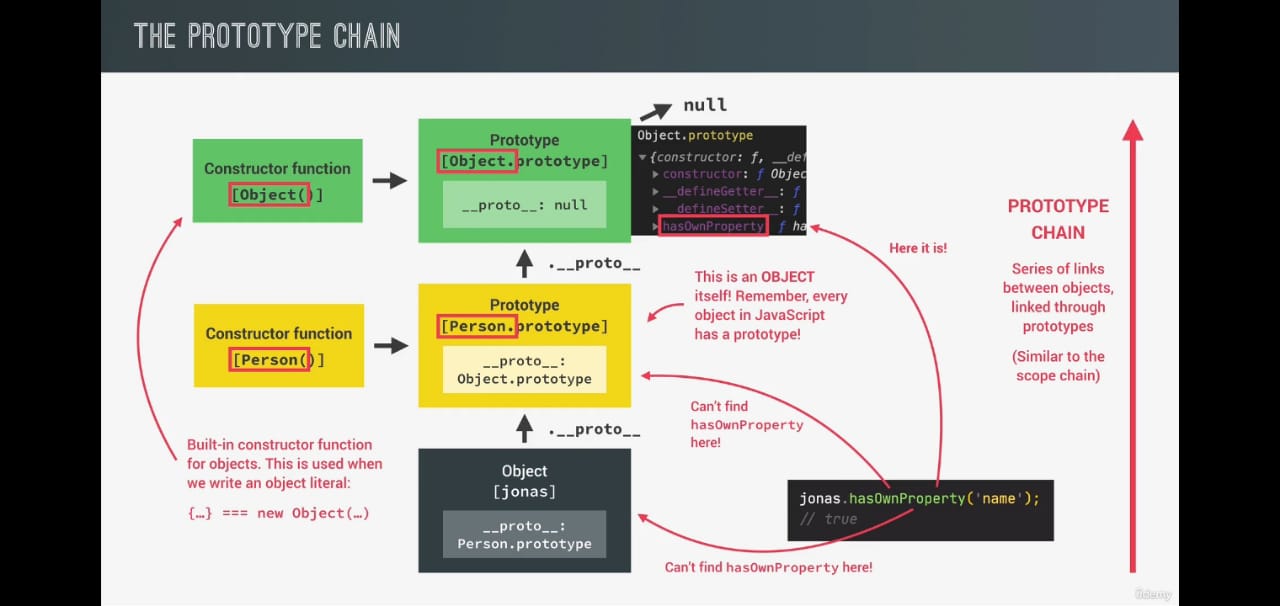 THE PROTOTYPE CHAIN
null
Constructor function
[Object()]
Prototype
[Object.prototype]
__proto__: null
Object.prototype
{constructor: ƒ, __def
constructor: ƒ Objec
__defineGetter__: ƒ
__defineSetter__: ƒ
hasOwnProperty ƒ ha
Here it is!
PROTOTYPE
CHAIN
Series of links
between objects,
linked through
prototypes
(Similar to the
scope chain)
.__proto__
This is an OBJECT
itself! Remember, every
object in JavaScript
has a prototype!
Constructor function
[Person()]
Prototype
[Person.prototype]
__proto__:
Object.prototype
Can't find
hasOwnProperty
here!
.__proto__
Built-in constructor function
for objects. This is used when
we write an object literal:
{…} === new Object(…)
Object
[jonas]
__proto__:
Person.prototype
jonas.hasOwnProperty('name');
// true
Can't find hasOwnProperty here!
ûdemy